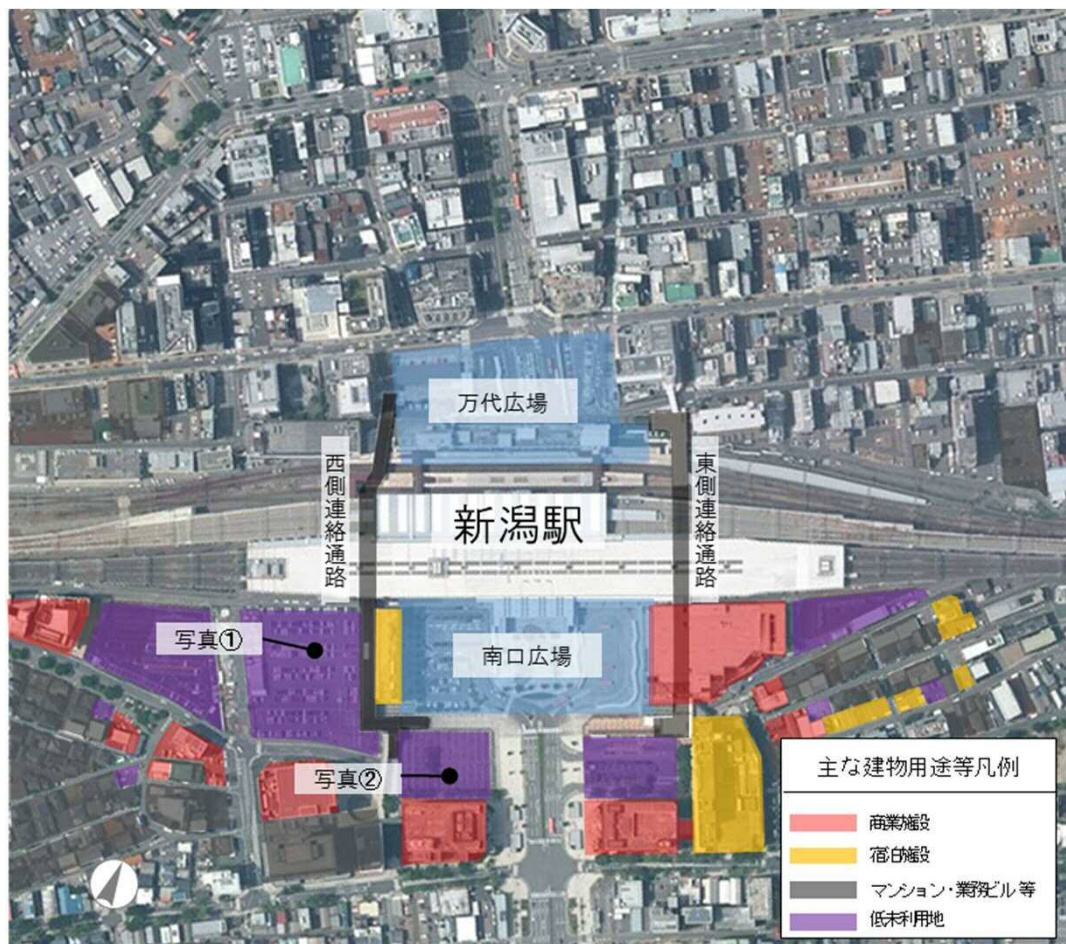 万代広場
西側連絡通路
東側連絡通路
新潟駅
写真①
南口広場
写真②
主な建物用途等凡例
商業施設
宿泊施設
マンション・業務ビル等
低未利用地